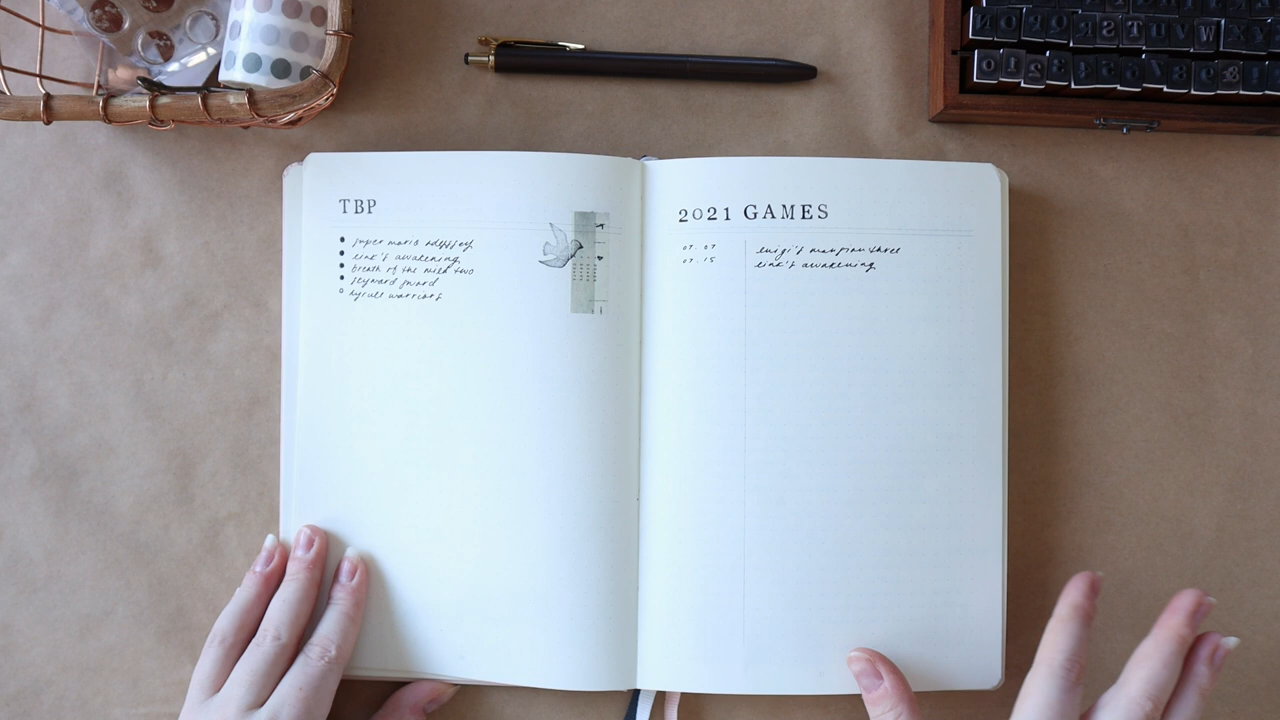 TBP
super mario odyssey
link's awakening
breath of the wild two
skyward sword
hyrule warriors
2021 GAMES
07. 07 luigi's mansion three
07. 15 link's awakening